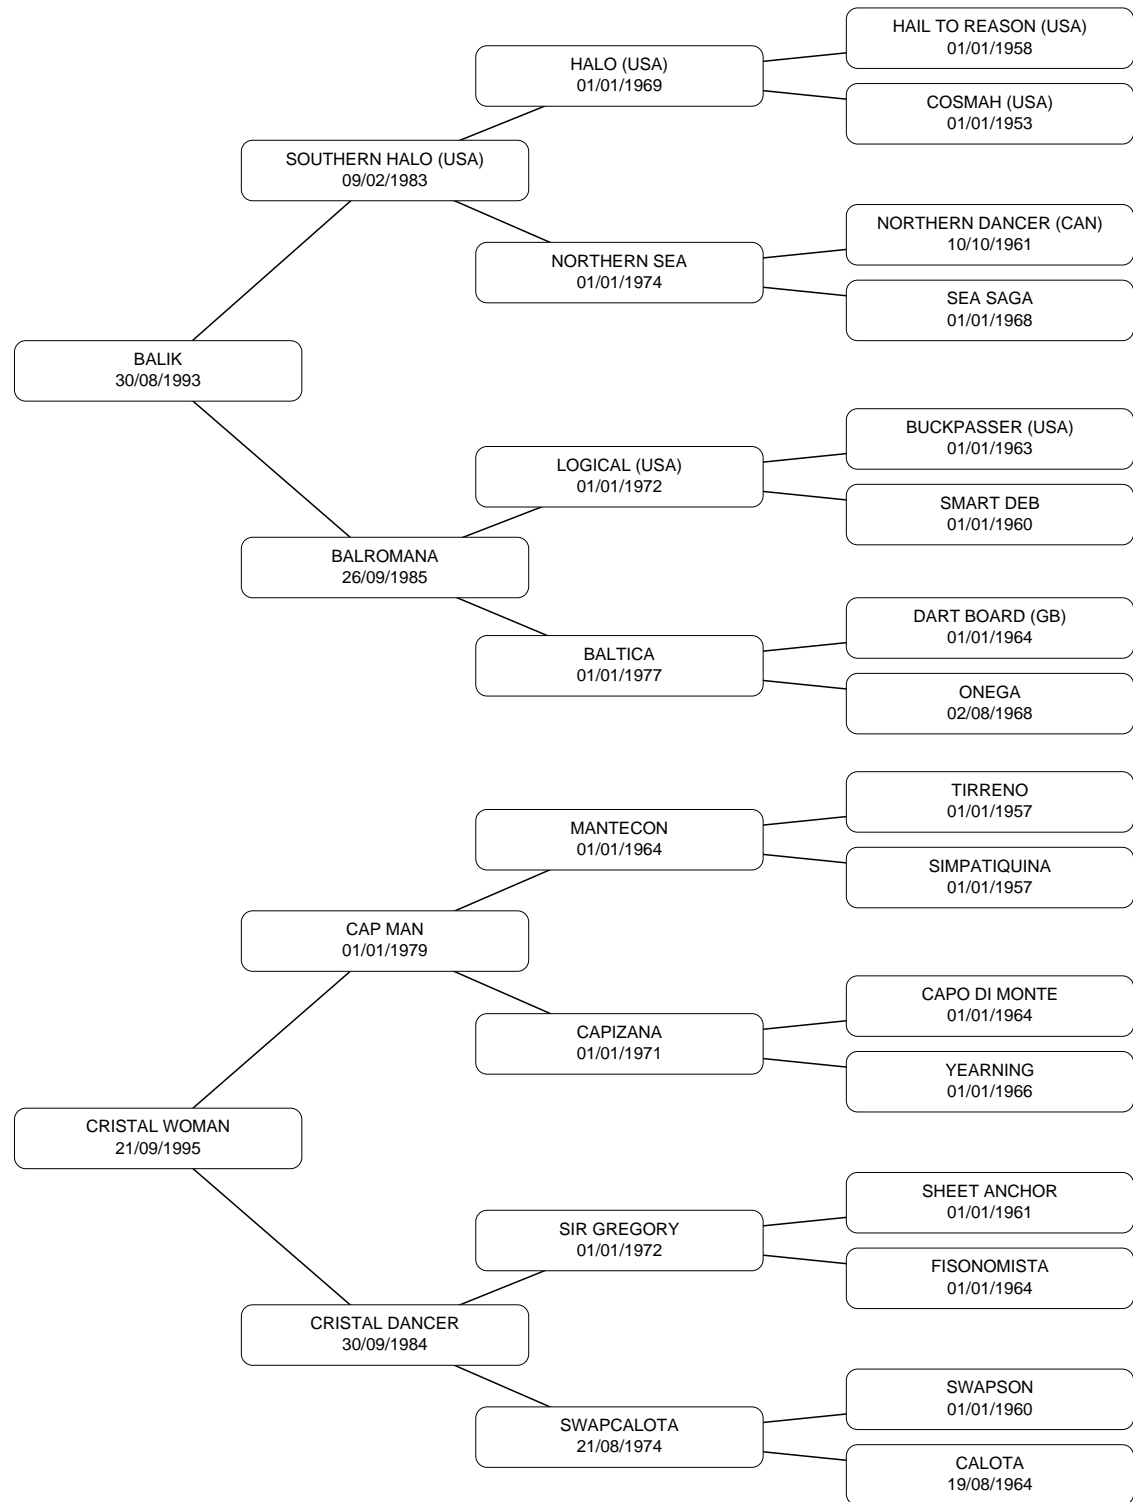 HAIL TO REASON (USA)
01/01/1958
HALO (USA)
01/01/1969
COSMAH (USA)
01/01/1953
SOUTHERN HALO (USA)
09/02/1983
NORTHERN DANCER (CAN)
10/10/1961
NORTHERN SEA
01/01/1974
SEA SAGA
01/01/1968
BALIK
30/08/1993
BUCKPASSER (USA)
01/01/1963
LOGICAL (USA)
01/01/1972
SMART DEB
01/01/1960
BALROMANA
26/09/1985
DART BOARD (GB)
01/01/1964
BALTICA
01/01/1977
ONEGA
02/08/1968
TIRRENO
01/01/1957
MANTECON
01/01/1964
SIMPATIQUINA
01/01/1957
CAP MAN
01/01/1979
CAPO DI MONTE
01/01/1964
CAPIZANA
01/01/1971
YEARNING
01/01/1966
CRISTAL WOMAN
21/09/1995
SHEET ANCHOR
01/01/1961
SIR GREGORY
01/01/1972
FISONOMISTA
01/01/1964
CRISTAL DANCER
30/09/1984
SWAPSON
01/01/1960
SWAPCALOTA
21/08/1974
CALOTA
19/08/1964